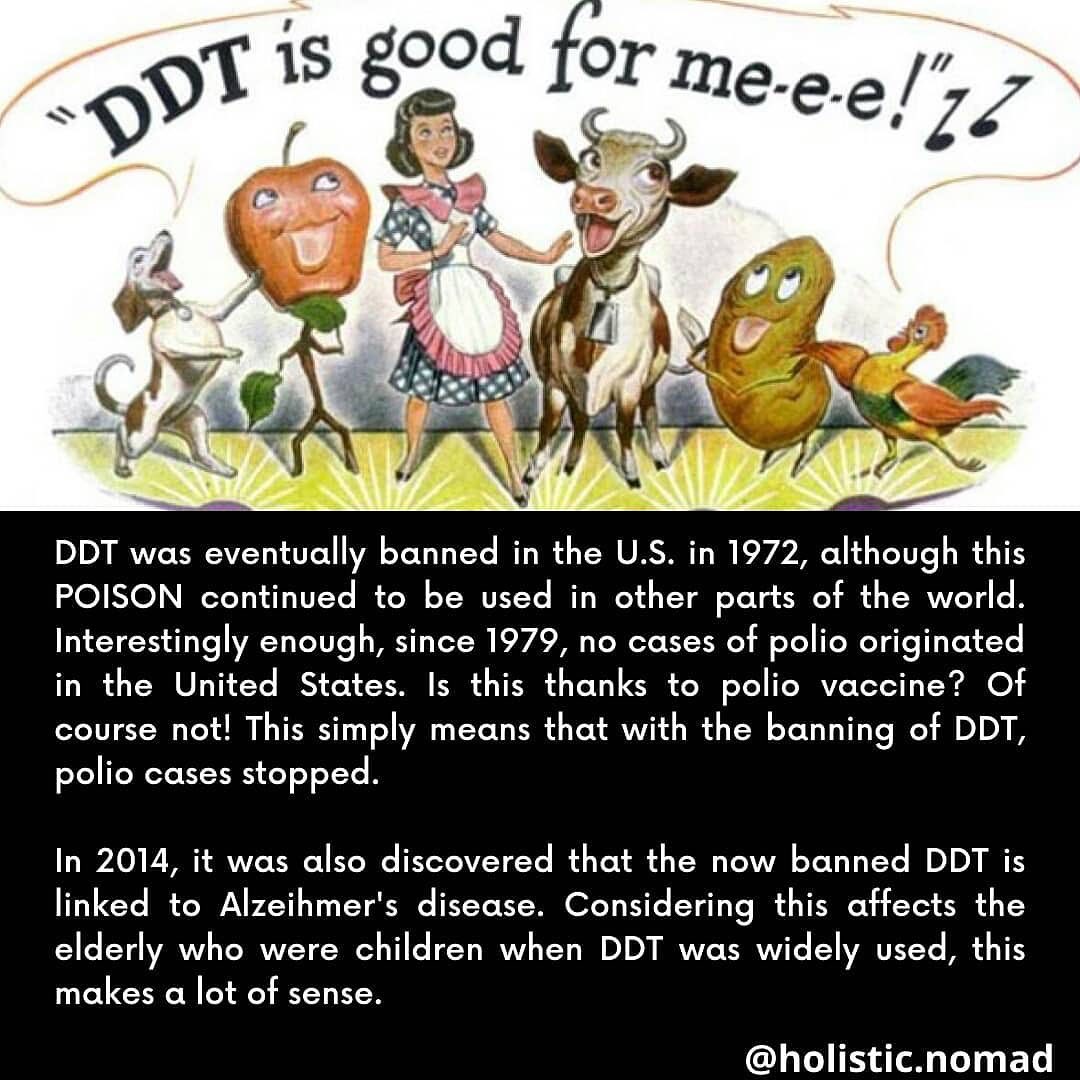 "DDT is good for me-e-e!"
DDT was eventually banned in the U.S. in 1972, although this
POISON continued to be used in other parts of the world.
Interestingly enough, since 1979, no cases of polio originated
in the United States. Is this thanks to polio vaccine? Of
course not! This simply means that with the banning of DDT,
polio cases stopped.
In 2014, it was also discovered that the now banned DDT is
linked to Alzeihmer's disease. Considering this affects the
elderly who were children when DDT was widely used, this
makes a lot of sense.
@holistic.nomad